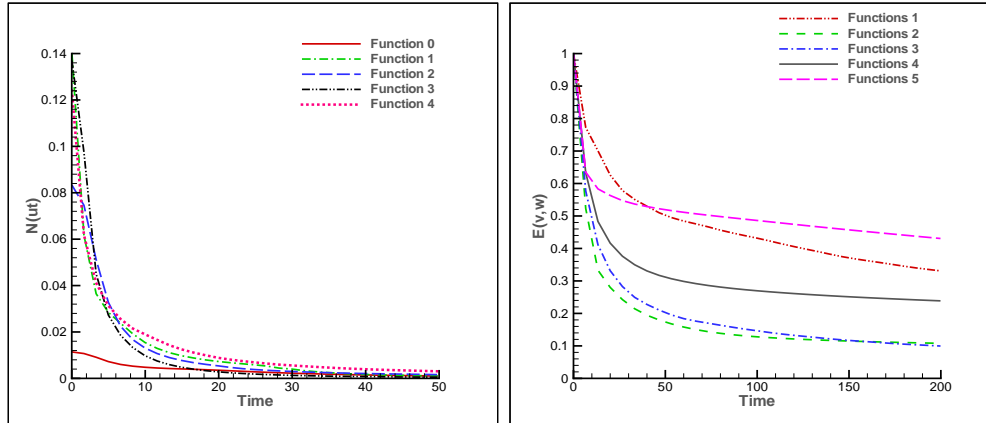 Function 0
Function 1
Function 2
Function 3
Function 4
N(ut)
0.14
0.12
0.1
0.08
0.06
0.04
0.02
0
0 10 20 30 40 50
Time
Functions 1
Functions 2
Functions 3
Functions 4
Functions 5
E(v,w)
1
0.9
0.8
0.7
0.6
0.5
0.4
0.3
0.2
0.1
0
0 50 100 150 200
Time